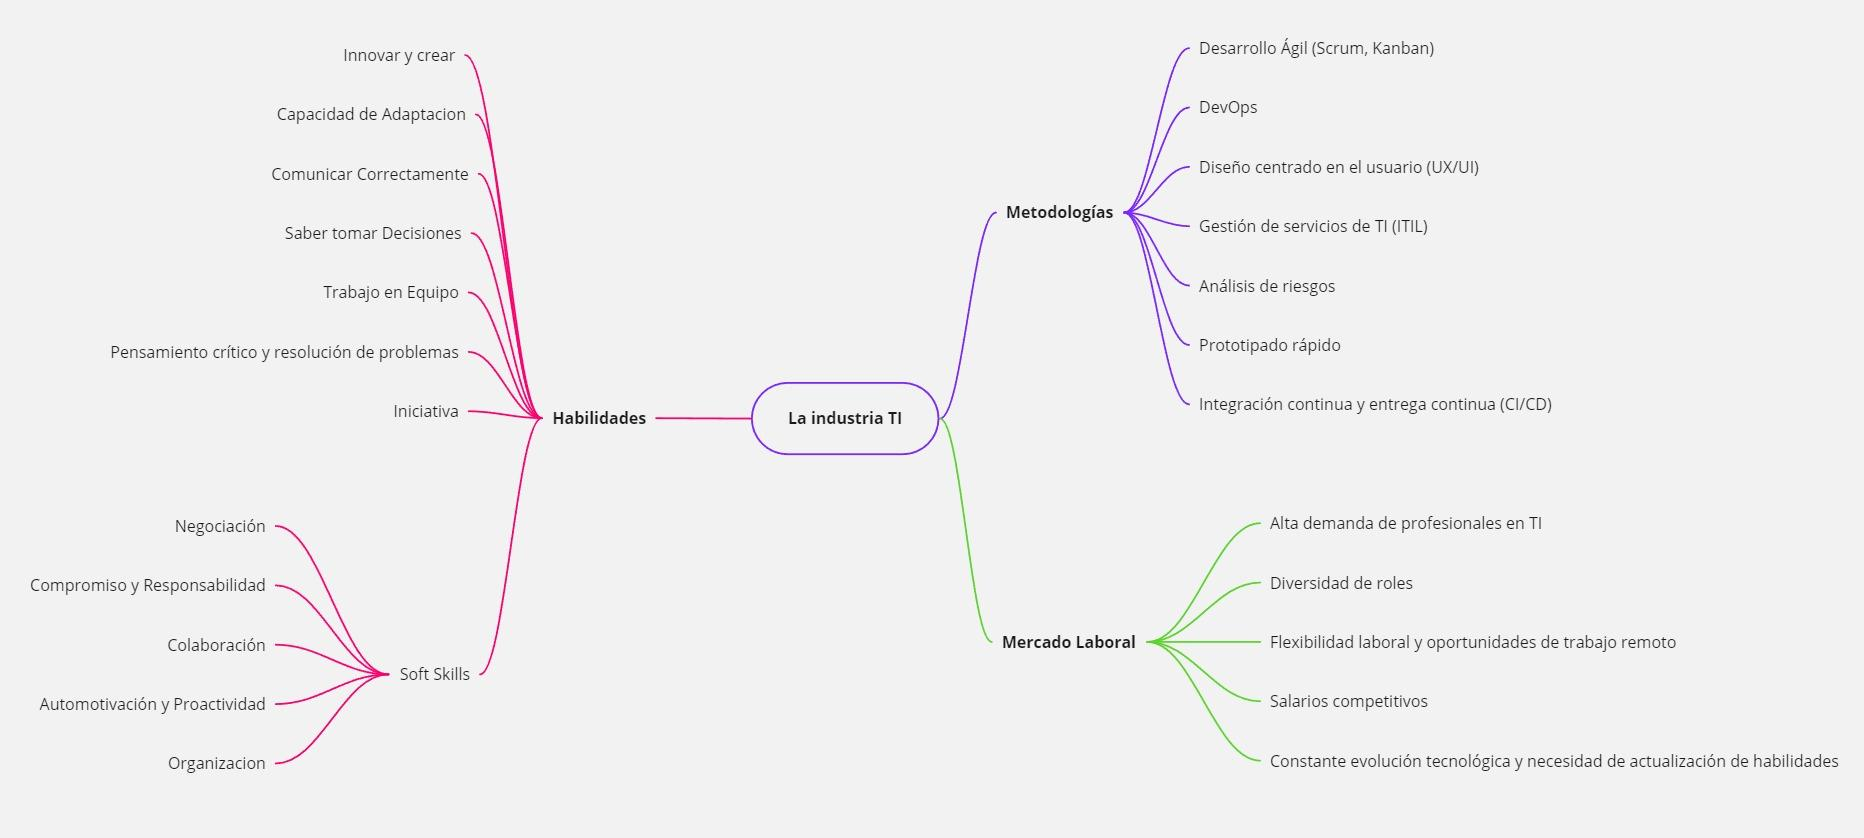 La industria TI
Habilidades
Innovar y crear
Capacidad de Adaptacion
Comunicar Correctamente
Saber tomar Decisiones
Trabajo en Equipo
Pensamiento crítico y resolución de problemas
Iniciativa
Soft Skills
Negociación
Compromiso y Responsabilidad
Colaboración
Automotivación y Proactividad
Organizacion
Metodologías
Desarrollo Ágil (Scrum, Kanban)
DevOps
Diseño centrado en el usuario (UX/UI)
Gestión de servicios de TI (ITIL)
Análisis de riesgos
Prototipado rápido
Integración continua y entrega continua (CI/CD)
Mercado Laboral
Alta demanda de profesionales en TI
Diversidad de roles
Flexibilidad laboral y oportunidades de trabajo remoto
Salarios competitivos
Constante evolución tecnológica y necesidad de actualización de habilidades